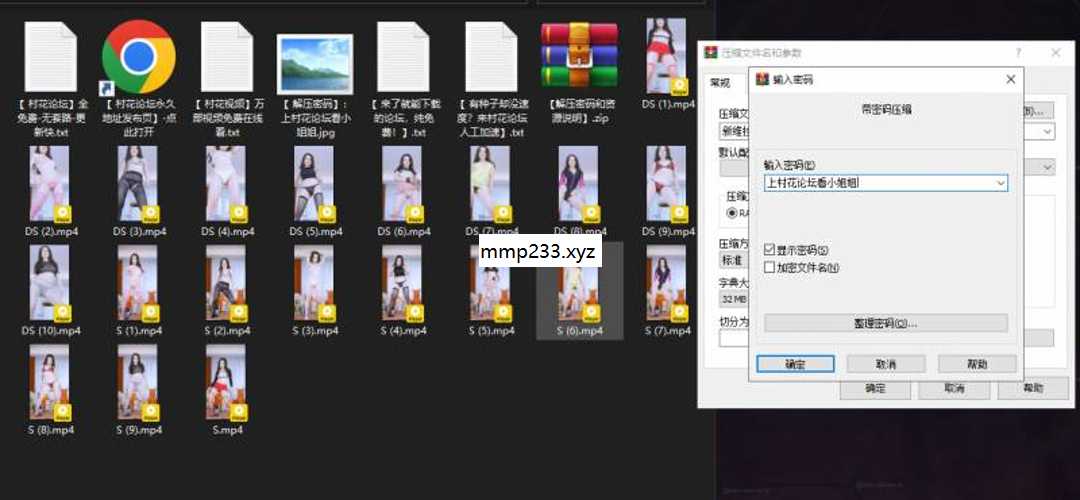 【 村花论坛】全
免费-无套路-更
新快.txt
【 村花论坛永久
地址发布页】-点
此打开
【 村花视频】万
部视频免费在线
看.txt
【 解压密码】:
上村花论坛看小
姐姐.jpg
【 来了就能下载
的论坛，纯免
费！】.txt
【 有种子却没速
度？来村花论坛
人工加速】.txt
【解压密码和资
源说明】.zip
DS (1).mp4
DS (2).mp4
DS (3).mp4
DS (4).mp4
DS (5).mp4
DS (6).mp4
DS (7).mp4
DS (8).mp4
DS (9).mp4
mmp233.xyz
DS (10).mp4
S (1).mp4
S (2).mp4
S (3).mp4
S (4).mp4
S (5).mp4
S (6).mp4
S (7).mp4
S (8).mp4
S (9).mp4
S.mp4
压缩文件名和参数
常规
压缩文
新维拉
默认配
压缩文
RA
压缩方
标准
字典大
32 MB
切分为
确定
取消
帮助
输入密码
带密码压缩
输入密码(E)
上村花论坛看小姐姐
显示密码(S)
加密文件名(N)
整理密码(O)...
确定
取消
帮助